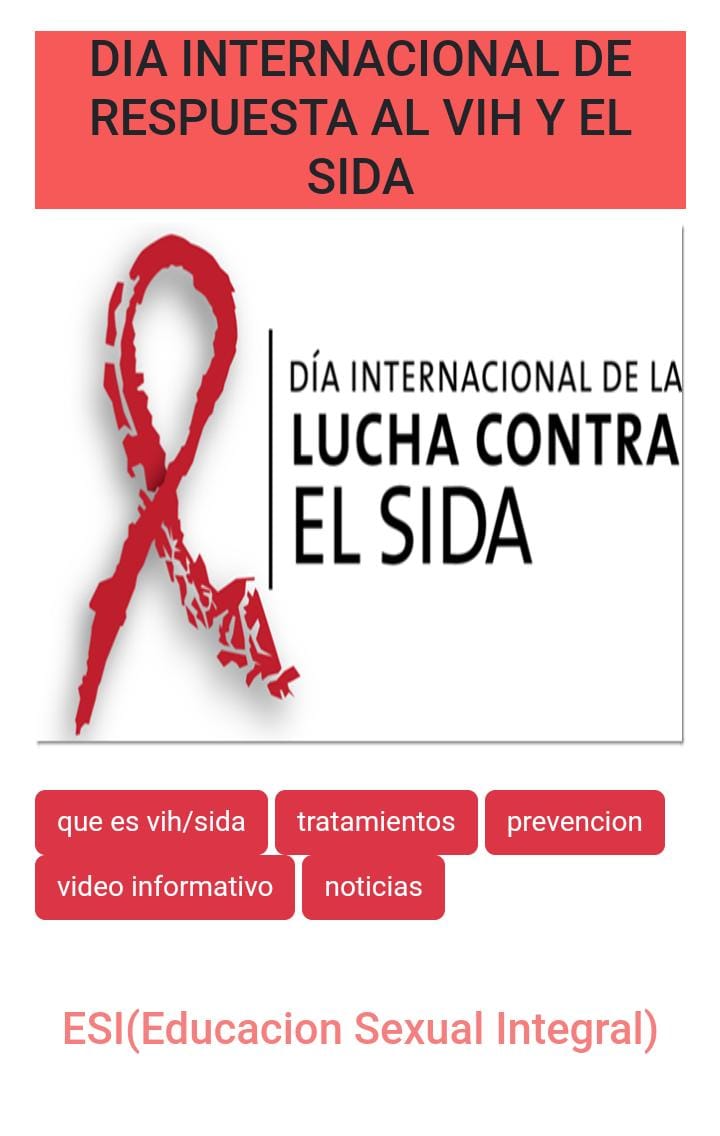 DIA INTERNACIONAL DE
RESPUESTA AL VIH Y EL
SIDA
DÍA INTERNACIONAL DE LA
LUCHA CONTRA
EL SIDA
que es vih/sida
tratamientos
prevencion
video informativo
noticias
ESI(Educacion Sexual Integral)